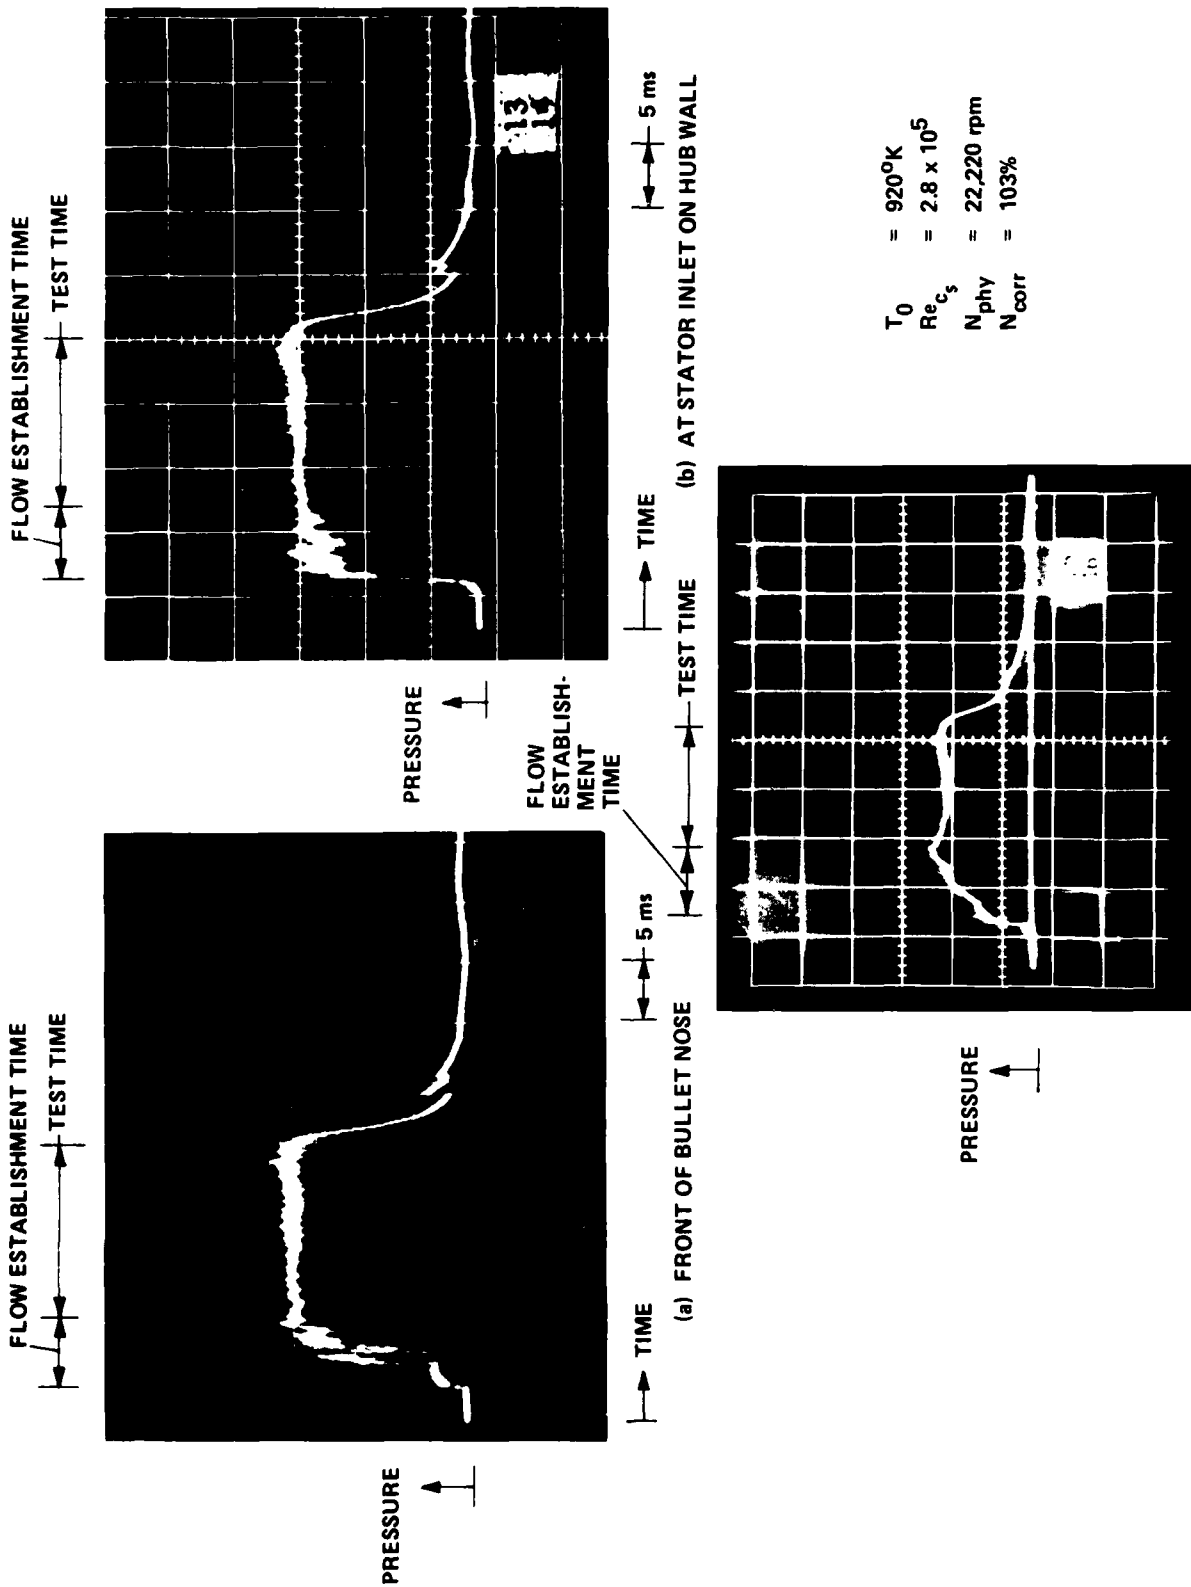 FLOW ESTABLISHMENT TIME
TEST TIME
PRESSURE
TIME
5 ms
(a) FRONT OF BULLET NOSE
FLOW ESTABLISHMENT TIME
TEST TIME
PRESSURE
13
14
TIME
5 ms
(b) AT STATOR INLET ON HUB WALL
FLOW
ESTABLISH-
MENT
TIME
TEST TIME
PRESSURE
T0 = 920°K
Recs = 2.8 x 10^5
Nphy = 22,220 rpm
Ncorr = 103%